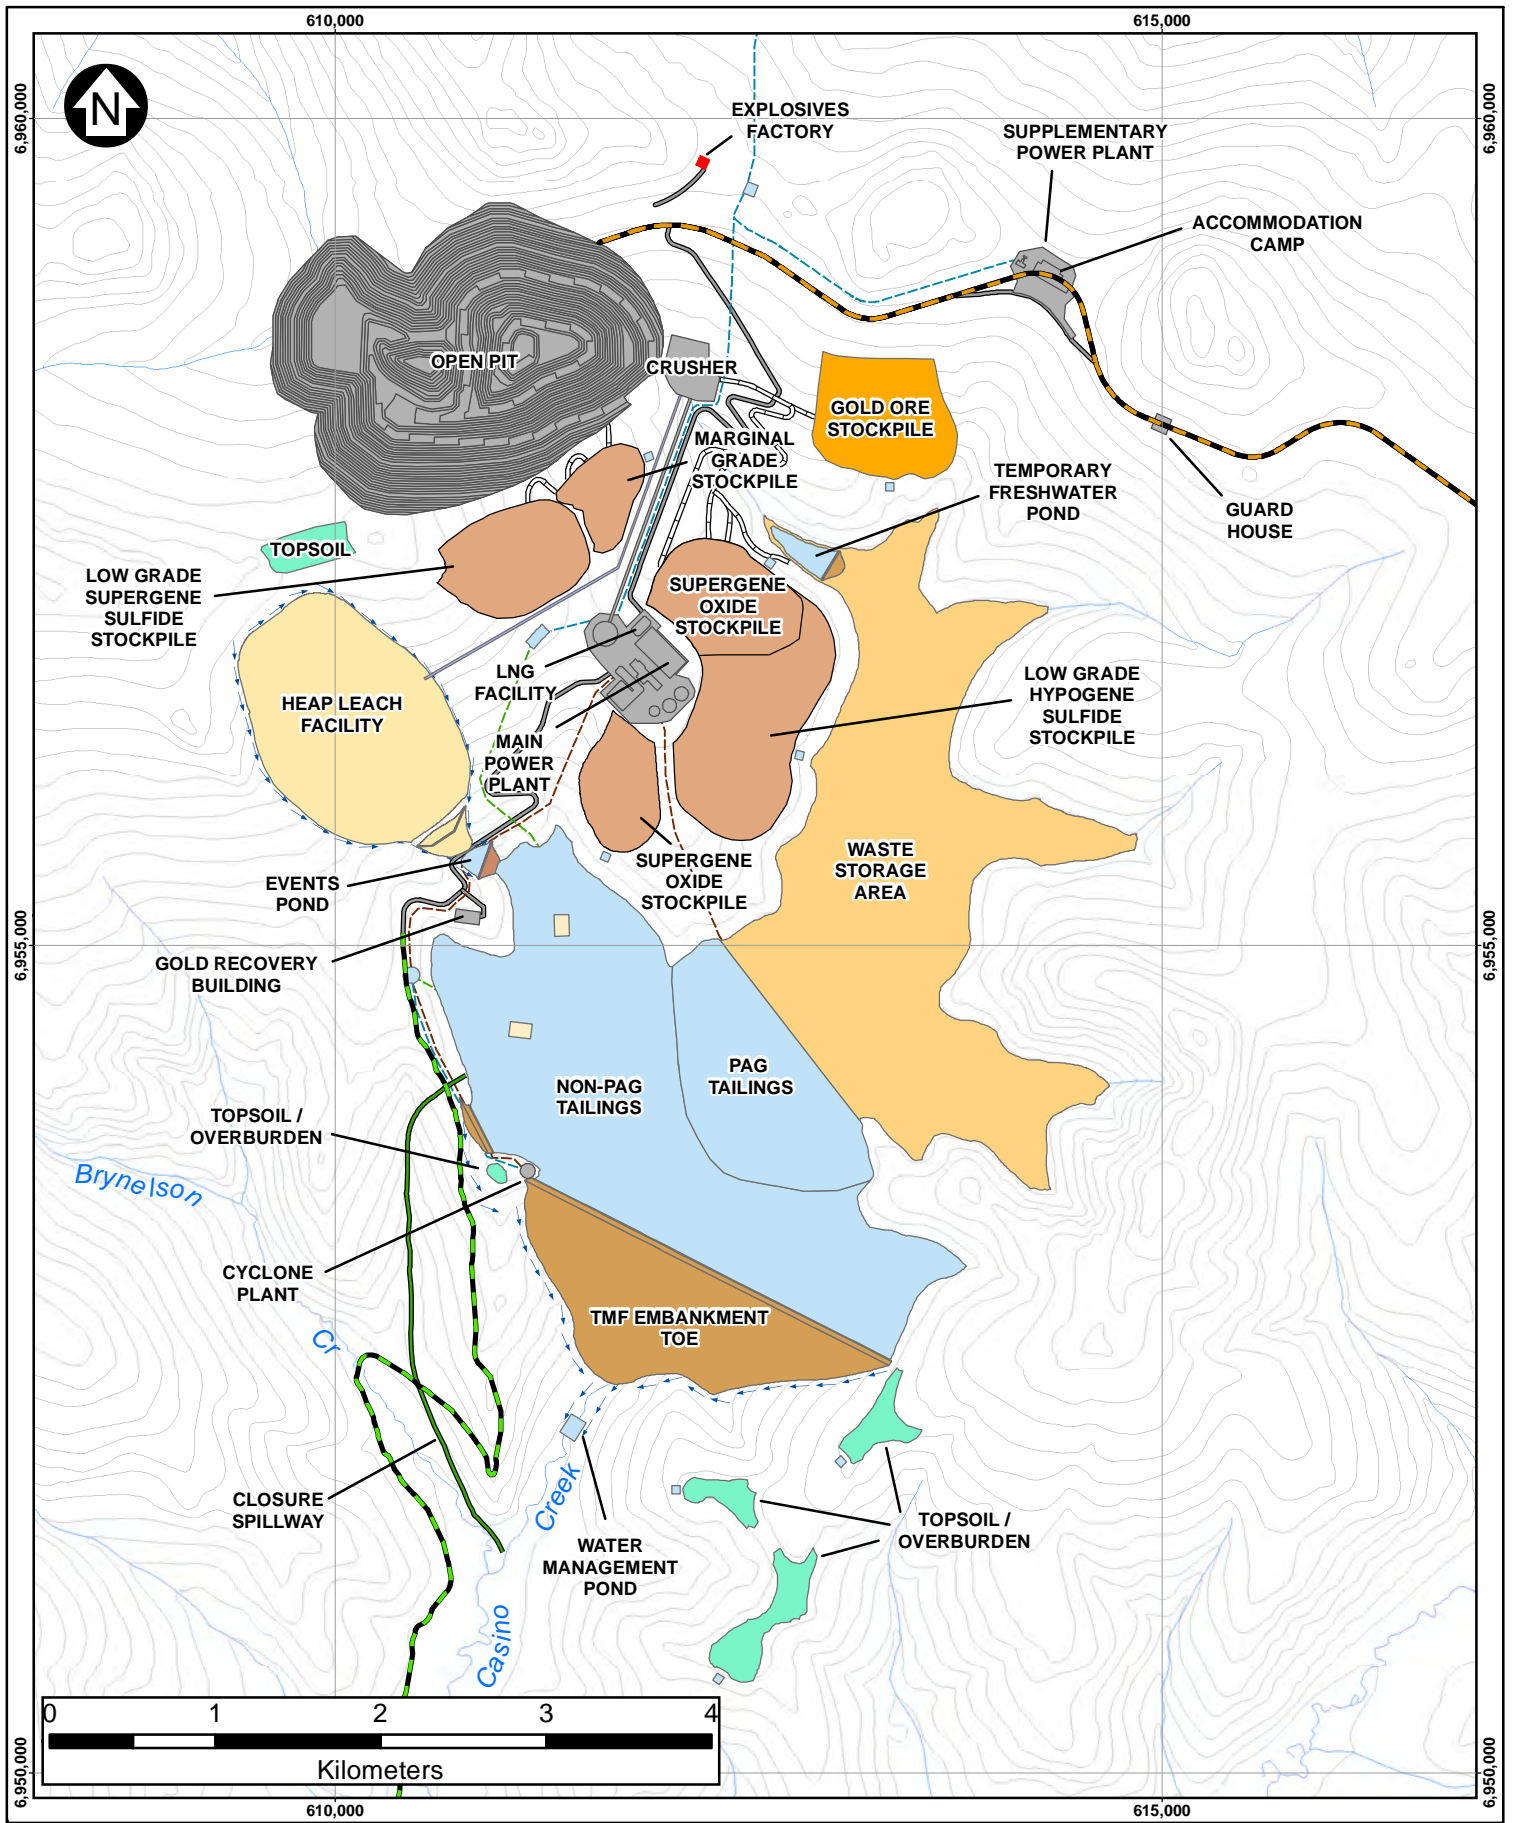 610,000
615,000
6,960,000
6,960,000
N
EXPLOSIVES
FACTORY
SUPPLEMENTARY
POWER PLANT
ACCOMMODATION
CAMP
OPEN PIT
CRUSHER
GOLD ORE
STOCKPILE
MARGINAL
GRADE
STOCKPILE
TEMPORARY
FRESHWATER
POND
GUARD
HOUSE
TOPSOIL
LOW GRADE
SUPERGENE
SULFIDE
STOCKPILE
SUPERGENE
OXIDE
STOCKPILE
LNG
FACILITY
LOW GRADE
HYPOGENE
SULFIDE
STOCKPILE
HEAP LEACH
FACILITY
MAIN
POWER
PLANT
WASTE
STORAGE
AREA
SUPERGENE
OXIDE
STOCKPILE
EVENTS
POND
6,955,000
6,955,000
GOLD RECOVERY
BUILDING
NON-PAG
TAILINGS
PAG
TAILINGS
TOPSOIL /
OVERBURDEN
Brynelson
Cr
CYCLONE
PLANT
TMF EMBANKMENT
TOE
CLOSURE
SPILLWAY
Creek
Casino
WATER
MANAGEMENT
POND
TOPSOIL /
OVERBURDEN
0 1 2 3 4
Kilometers
6,950,000
6,950,000
610,000
615,000